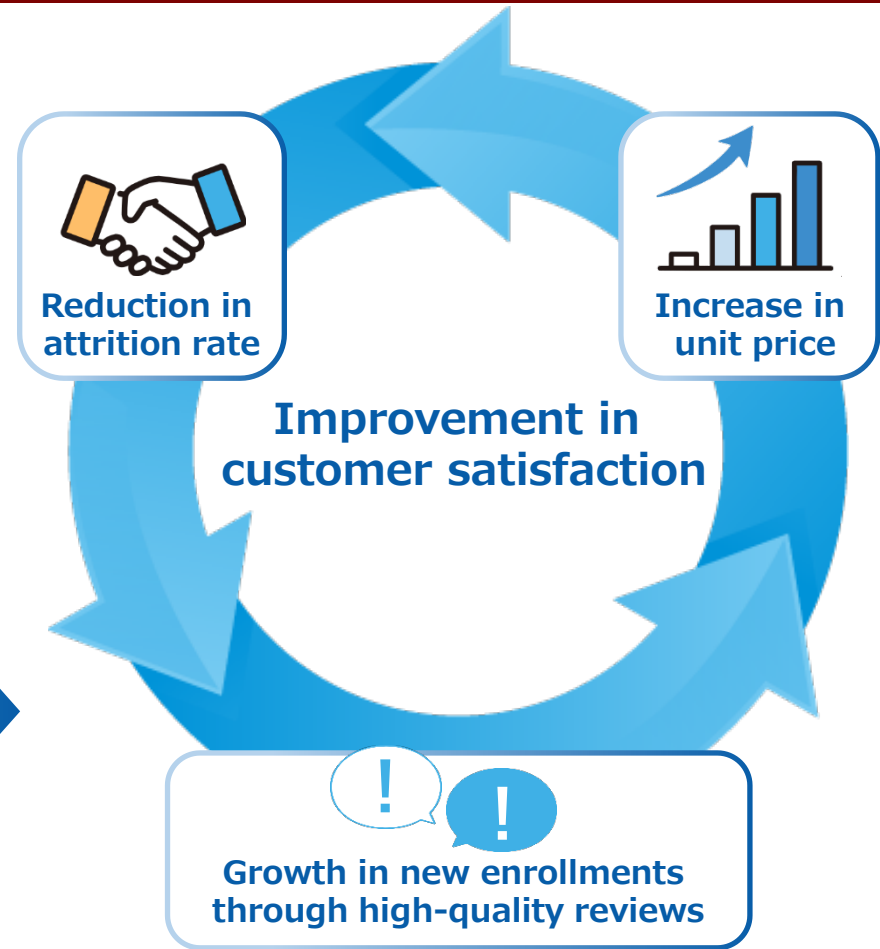 Reduction in
attrition rate
Increase in
unit price
Improvement in
customer satisfaction
!
!
Growth in new enrollments
through high-quality reviews